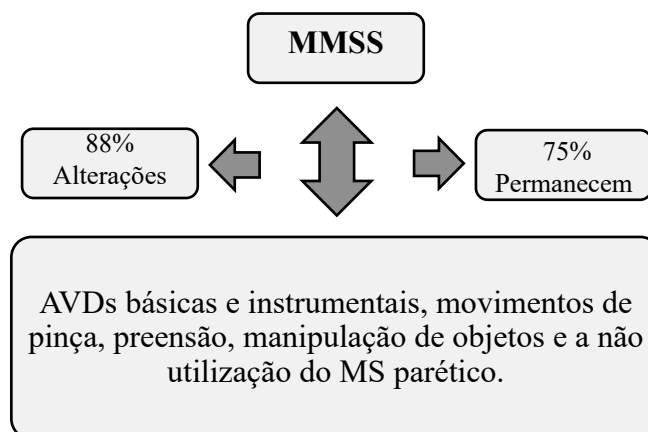 MMSS
88%
Alterações
75%
Permanecem
AVDs básicas e instrumentais, movimentos de
pinça, preensão, manipulação de objetos e a não
utilização do MS parético.